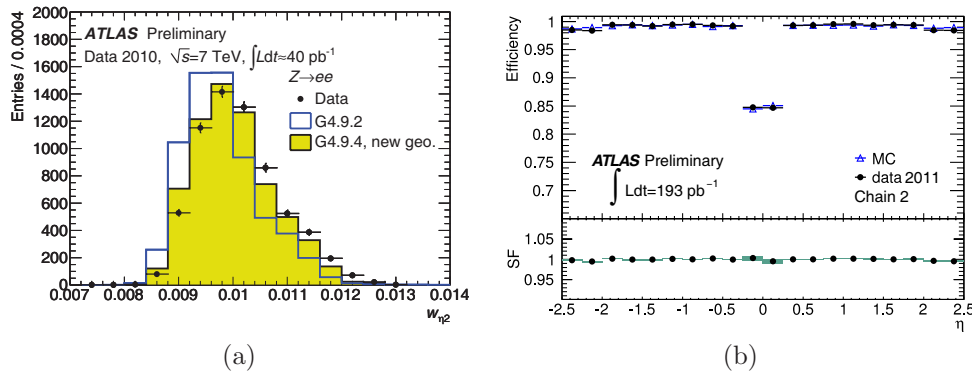 Entries / 0.0004
2000
1800
1600
1400
1200
1000
800
600
400
200
0
ATLAS Preliminary
Data 2010, √s=7 TeV, ∫Ldt≈40 pb⁻¹
Z→ee
Data
G4.9.2
G4.9.4, new geo.
0.007 0.008 0.009 0.01 0.011 0.012 0.013 0.014
w_η2
(a)
Efficiency
1
0.95
0.9
0.85
0.8
0.75
0.7
ATLAS Preliminary
∫ Ldt=193 pb⁻¹
MC
data 2011
Chain 2
SF
1.05
1
0.95
-2.5 -2 -1.5 -1 -0.5 0 0.5 1 1.5 2 2.5
η
(b)